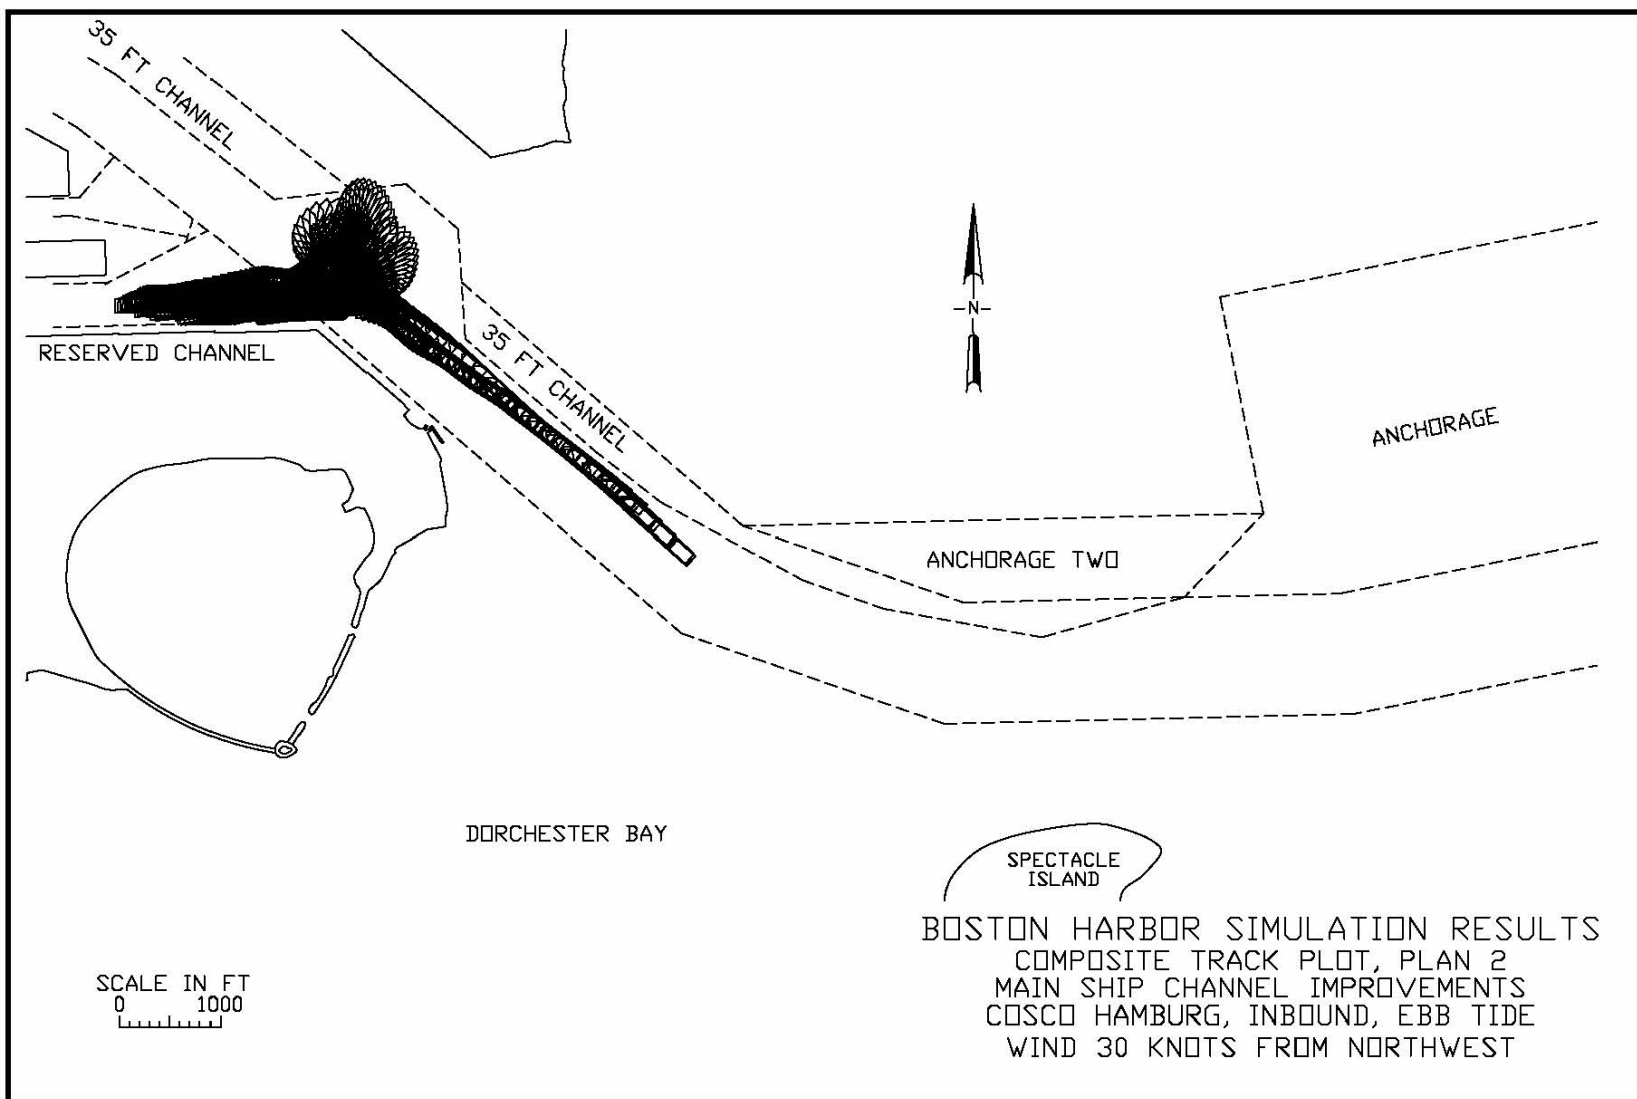 35 FT CHANNEL
-N-
RESERVED CHANNEL
35 FT CHANNEL
ANCHORAGE
ANCHORAGE TWO
DORCHESTER BAY
SPECTACLE
ISLAND
BOSTON HARBOR SIMULATION RESULTS
COMPOSITE TRACK PLOT, PLAN 2
MAIN SHIP CHANNEL IMPROVEMENTS
COSCO HAMBURG, INBOUND, EBB TIDE
WIND 30 KNOTS FROM NORTHWEST
SCALE IN FT
0 1000